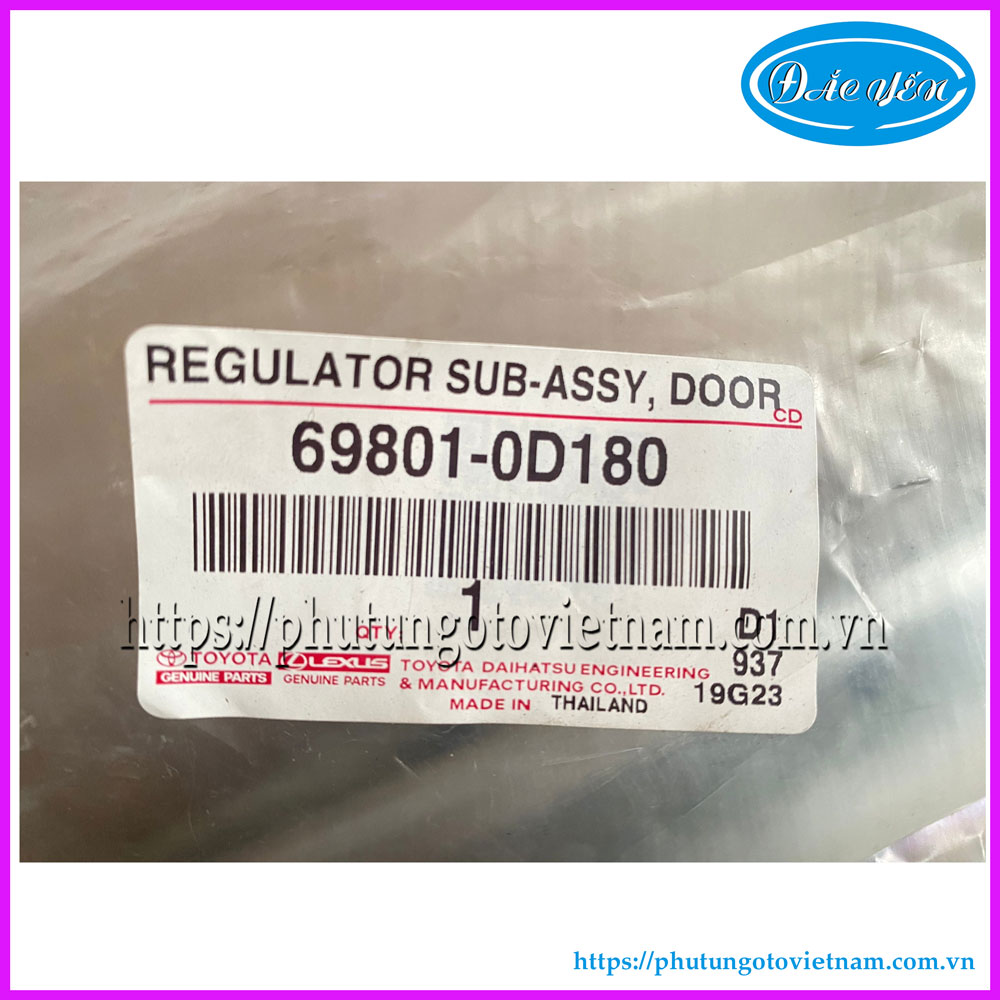 ĐẮC YẾN
REGULATOR SUB-ASSY, DOOR
CD
69801-0D180
1
https://phutungotovietnam.com.vn
QTY.
D1
TOYOTA
GENUINE PARTS
LEXUS
GENUINE PARTS
TOYOTA DAIHATSU ENGINEERING
& MANUFACTURING CO.,LTD.
MADE IN THAILAND
937
19G23
https://phutungotovietnam.com.vn